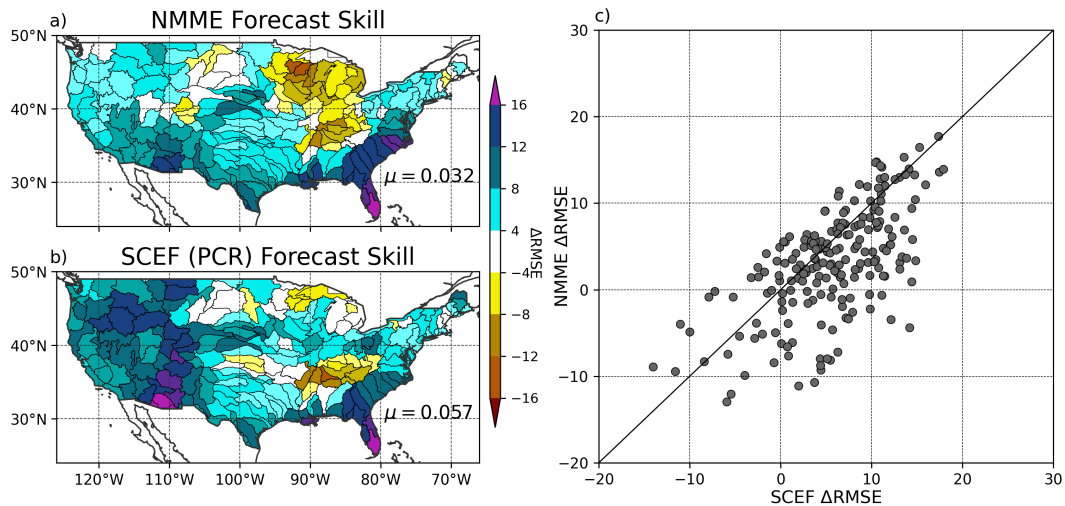 a)
NMME Forecast Skill
50°N
40°N
30°N
μ = 0.032
b)
SCEF (PCR) Forecast Skill
50°N
40°N
30°N
μ = 0.057
120°W 110°W 100°W 90°W 80°W 70°W
16
12
8
4
−4
−8
−12
−16
ΔRMSE
c)
30
20
10
0
−10
−20
NMME ΔRMSE
−20 −10 0 10 20 30
SCEF ΔRMSE